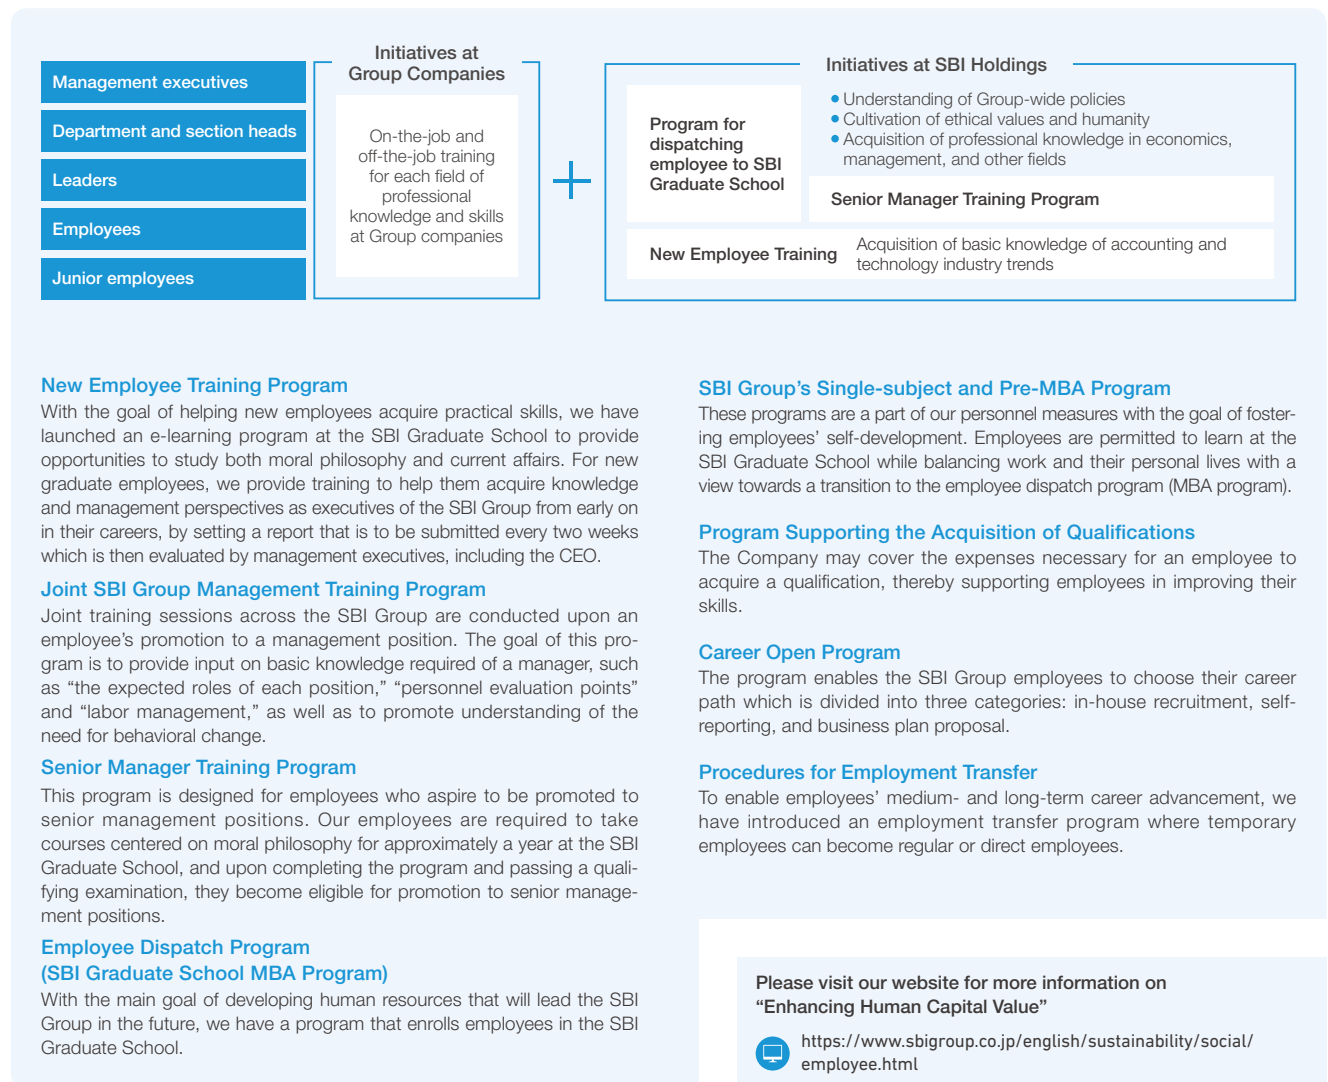 Management executives
Department and section heads
Leaders
Employees
Junior employees
Initiatives at
Group Companies
On-the-job and
off-the-job training
for each field of
professional
knowledge and skills
at Group companies
Initiatives at SBI Holdings
Program for
dispatching
employee to SBI
Graduate School
● Understanding of Group-wide policies
● Cultivation of ethical values and humanity
● Acquisition of professional knowledge in economics,
management, and other fields
Senior Manager Training Program
New Employee Training
Acquisition of basic knowledge of accounting and
technology industry trends
New Employee Training Program
With the goal of helping new employees acquire practical skills, we have
launched an e-learning program at the SBI Graduate School to provide
opportunities to study both moral philosophy and current affairs. For new
graduate employees, we provide training to help them acquire knowledge
and management perspectives as executives of the SBI Group from early on
in their careers, by setting a report that is to be submitted every two weeks
which is then evaluated by management executives, including the CEO.
Joint SBI Group Management Training Program
Joint training sessions across the SBI Group are conducted upon an
employee’s promotion to a management position. The goal of this pro-
gram is to provide input on basic knowledge required of a manager, such
as “the expected roles of each position,” “personnel evaluation points”
and “labor management,” as well as to promote understanding of the
need for behavioral change.
Senior Manager Training Program
This program is designed for employees who aspire to be promoted to
senior management positions. Our employees are required to take
courses centered on moral philosophy for approximately a year at the SBI
Graduate School, and upon completing the program and passing a quali-
fying examination, they become eligible for promotion to senior manage-
ment positions.
Employee Dispatch Program
(SBI Graduate School MBA Program)
With the main goal of developing human resources that will lead the SBI
Group in the future, we have a program that enrolls employees in the SBI
Graduate School.
SBI Group’s Single-subject and Pre-MBA Program
These programs are a part of our personnel measures with the goal of foster-
ing employees’ self-development. Employees are permitted to learn at the
SBI Graduate School while balancing work and their personal lives with a
view towards a transition to the employee dispatch program (MBA program).
Program Supporting the Acquisition of Qualifications
The Company may cover the expenses necessary for an employee to
acquire a qualification, thereby supporting employees in improving their
skills.
Career Open Program
The program enables the SBI Group employees to choose their career
path which is divided into three categories: in-house recruitment, self-
reporting, and business plan proposal.
Procedures for Employment Transfer
To enable employees’ medium- and long-term career advancement, we
have introduced an employment transfer program where temporary
employees can become regular or direct employees.
Please visit our website for more information on
“Enhancing Human Capital Value”
https://www.sbigroup.co.jp/english/sustainability/social/
employee.html